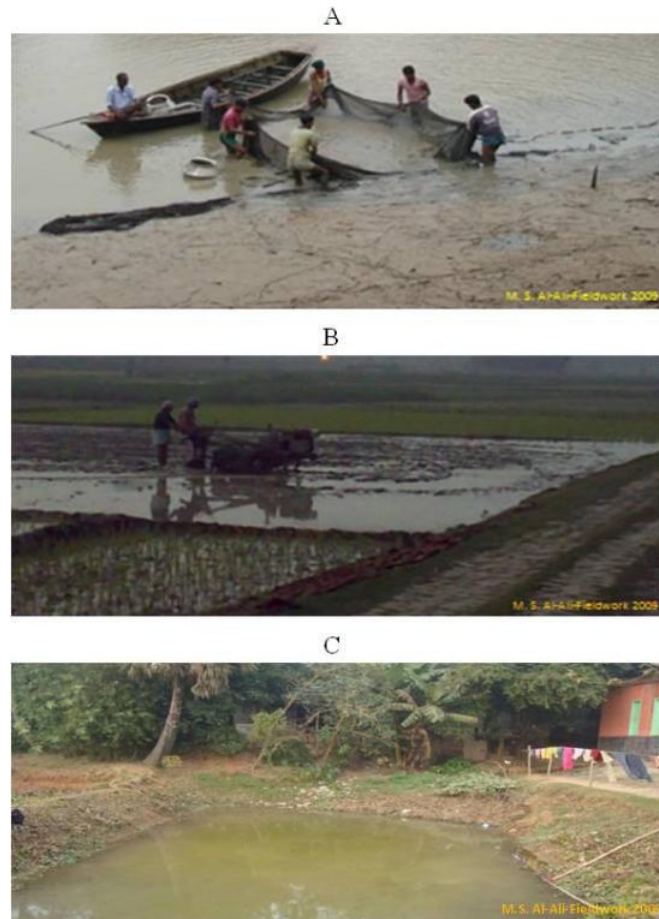 A
M. S. Al-Ali-Fieldwork 2009
B
M. S. Al-Ali-Fieldwork 2009
C
M.S. Al-Ali-Fieldwork 2009